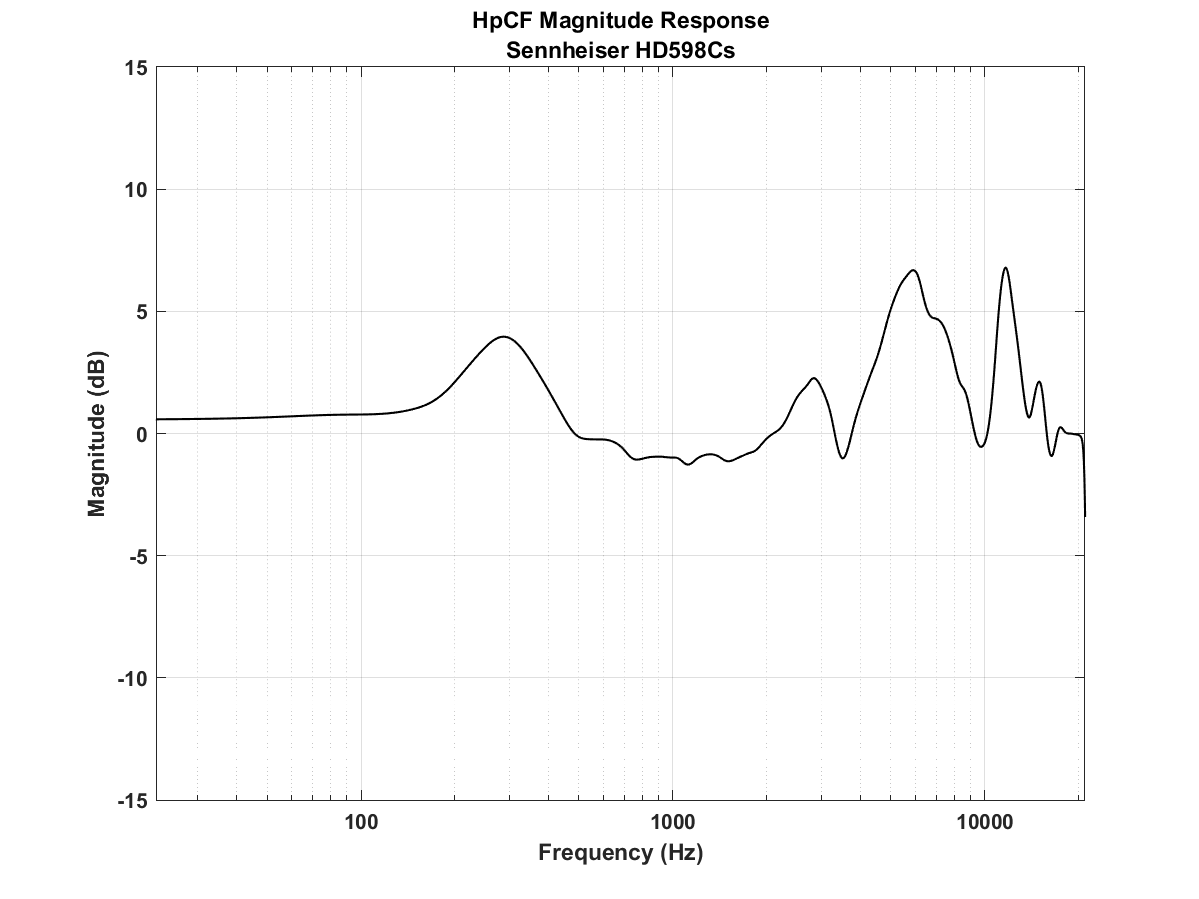 HpCF Magnitude Response
Sennheiser HD598Cs
15
10
5
0
-5
-10
-15
Magnitude (dB)
100
1000
10000
Frequency (Hz)